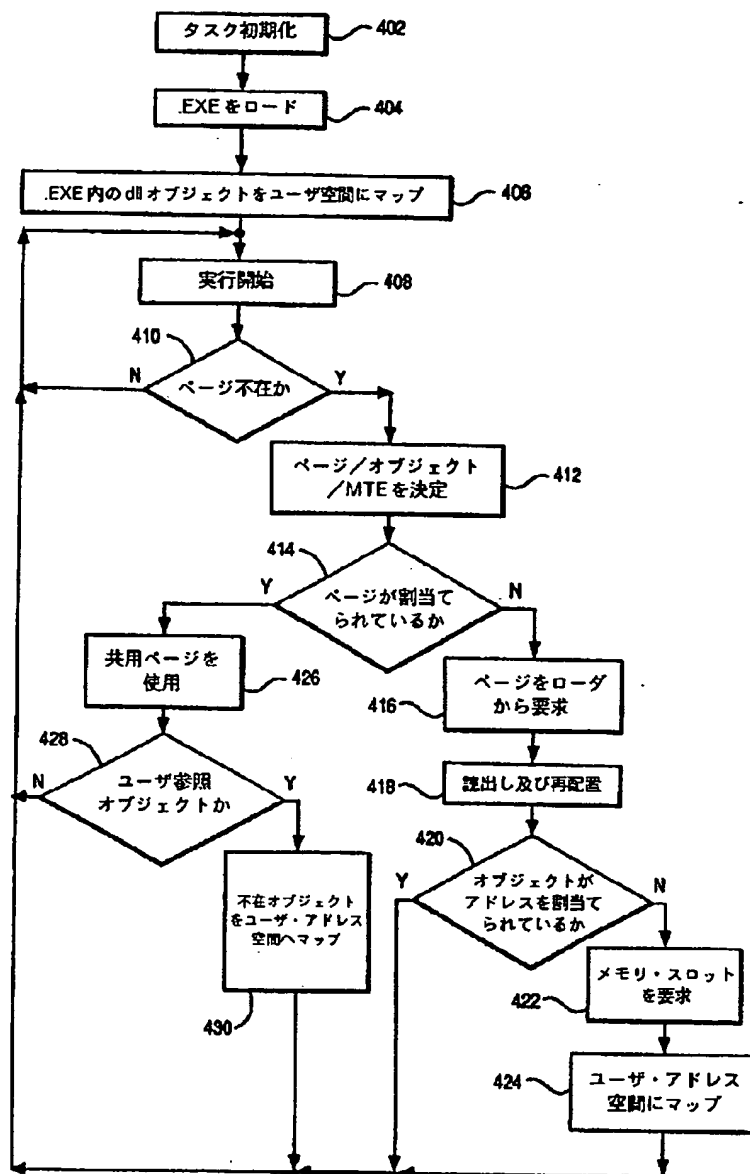 タスク初期化
402
.EXEをロード
404
.EXE内のdllオブジェクトをユーザ空間にマップ
406
実行開始
408
410
ページ不在か
N
Y
ページ/オブジェクト
/MTEを決定
412
414
ページが割当て
られているか
Y
N
共用ページを
使用
426
ページをローダ
から要求
416
428
ユーザ参照
オブジェクトか
N
Y
読出し及び再配置
418
420
オブジェクトが
アドレスを割当て
られているか
Y
N
不在オブジェクト
をユーザ・アドレス
空間へマップ
430
メモリ・スロット
を要求
422
ユーザ・アドレス
空間にマップ
424